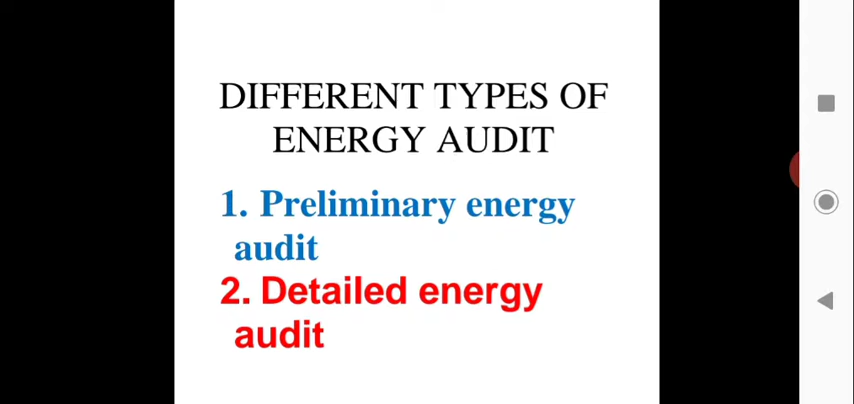 DIFFERENT TYPES OF
ENERGY AUDIT
1. Preliminary energy
audit
2. Detailed energy
audit